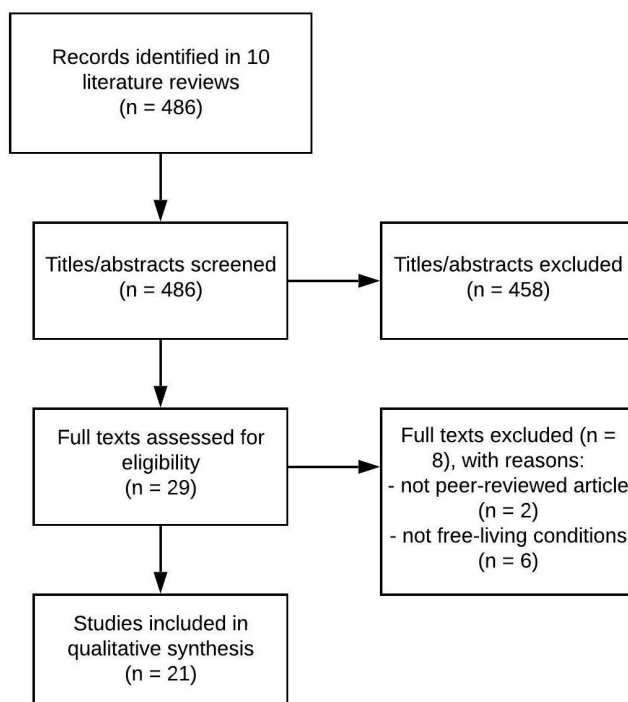 Records identified in 10
literature reviews
(n = 486)
Titles/abstracts screened
(n = 486)
Titles/abstracts excluded
(n = 458)
Full texts assessed for
eligibility
(n = 29)
Full texts excluded (n =
8), with reasons:
- not peer-reviewed article
(n = 2)
- not free-living conditions
(n = 6)
Studies included in
qualitative synthesis
(n = 21)